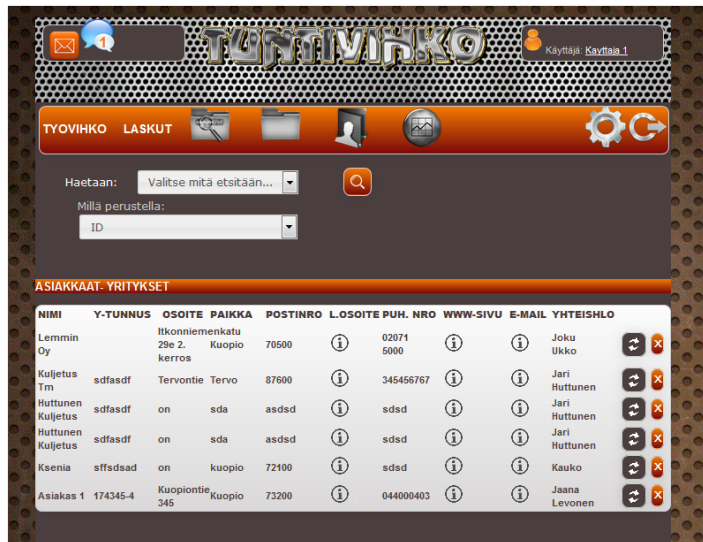 1
TUNTIVIHKO
Käyttäjä: Kayttaja 1
TYOVIHKO LASKUT
Haetaan: Valitse mitä etsitään...
Millä perustella:
ID
ASIAKKAAT- YRITYKSET
NIMI Y-TUNNUS OSOITE PAIKKA POSTINRO L.OSOITE PUH. NRO WWW-SIVU E-MAIL YHTEISHLO
Lemmin Itkonniemenkatu 02071 Joku
Oy 29e 2. Kuopio 70500 5000 Ukko X
kerros
Kuljetus Jari
Tm sdfasdf Tervontie Tervo 87600 345456767 Huttunen X
Huttunen Jari
Kuljetus sdfasdf on sda asdsd sdsd Huttunen X
Huttunen Jari
Kuljetus sdfasdf on sda asdsd sdsd Huttunen X
Ksenia sffsdsad on kuopio 72100 sdsd Kauko X
Asiakas 1 174345-4 Kuopiontie Kuopio 73200 044000403 Jaana X
345 Levonen